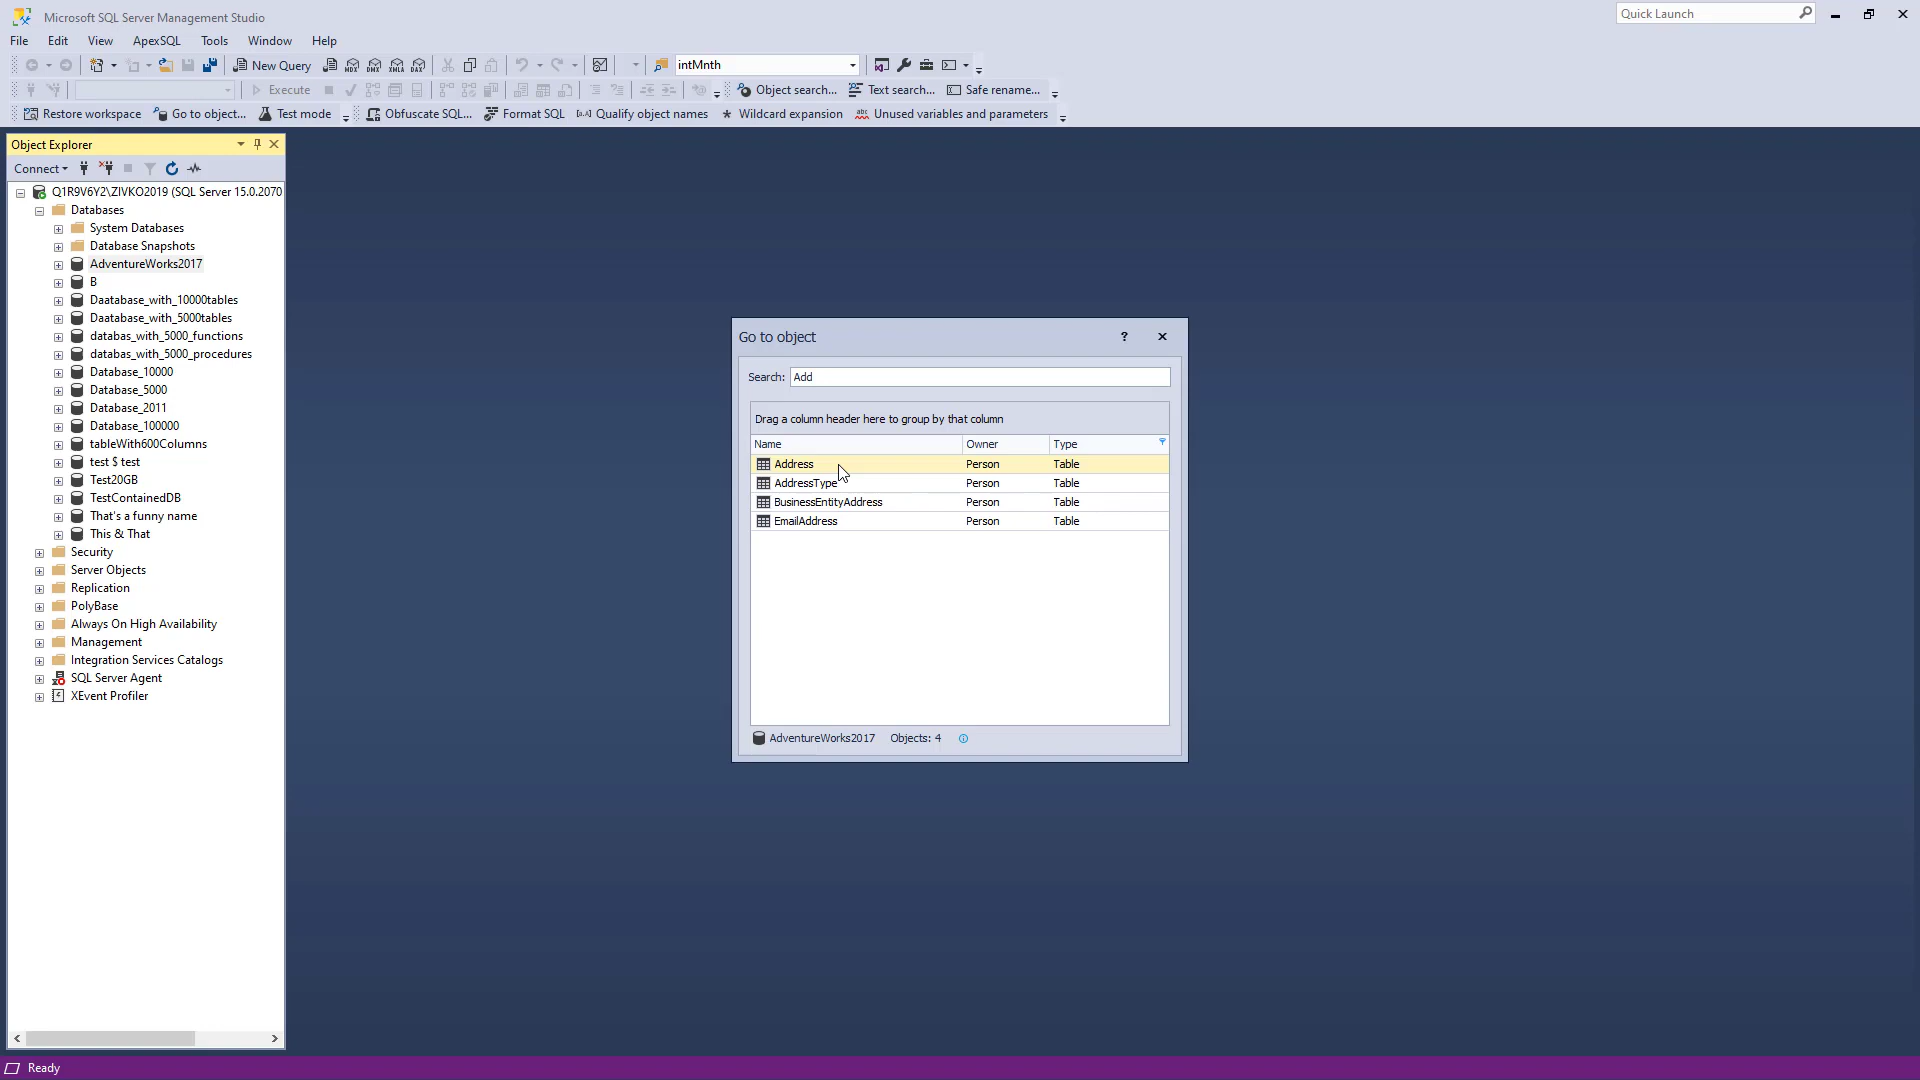 Microsoft SQL Server Management Studio
Quick Launch
File Edit View ApexSQL Tools Window Help
New Query MDX DMX XMLA DAX intMnth
Execute Object search... Text search... Safe rename...
Restore workspace Go to object... Test mode Obfuscate SQL... Format SQL [a.A] Qualify object names * Wildcard expansion abc Unused variables and parameters
Object Explorer
Connect
Q1R9V6Y2\ZIVKO2019 (SQL Server 15.0.2070
Databases
System Databases
Database Snapshots
AdventureWorks2017
B
Daatabase_with_10000tables
Daatabase_with_5000tables
databas_with_5000_functions
databas_with_5000_procedures
Database_10000
Database_5000
Database_2011
Database_100000
tableWith600Columns
test $ test
Test20GB
TestContainedDB
That's a funny name
This & That
Security
Server Objects
Replication
PolyBase
Always On High Availability
Management
Integration Services Catalogs
SQL Server Agent
XEvent Profiler
Go to object ?
Search: Add
Drag a column header here to group by that column
Name Owner Type
Address Person Table
AddressType Person Table
BusinessEntityAddress Person Table
EmailAddress Person Table
AdventureWorks2017 Objects: 4
Ready